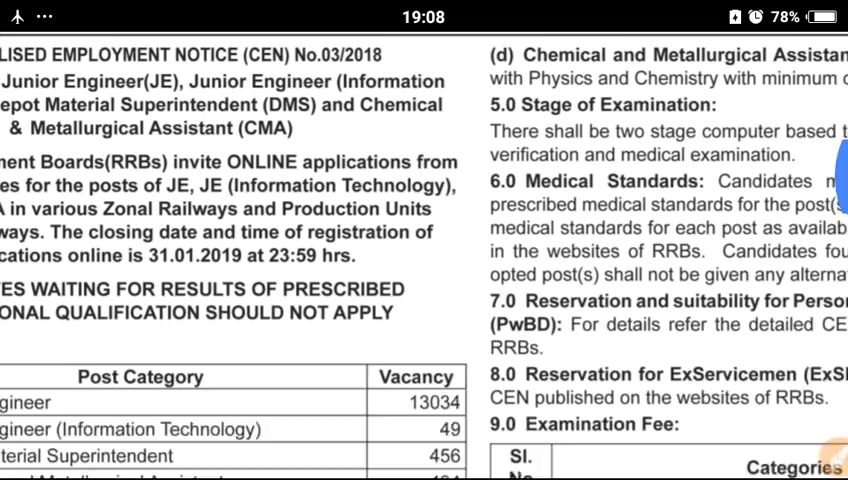 19:08
78%
LISED EMPLOYMENT NOTICE (CEN) No.03/2018
Junior Engineer(JE), Junior Engineer (Information
epot Material Superintendent (DMS) and Chemical
& Metallurgical Assistant (CMA)
ment Boards(RRBs) invite ONLINE applications from
es for the posts of JE, JE (Information Technology),
A in various Zonal Railways and Production Units
ways. The closing date and time of registration of
cations online is 31.01.2019 at 23:59 hrs.
ES WAITING FOR RESULTS OF PRESCRIBED
ONAL QUALIFICATION SHOULD NOT APPLY
Post Category Vacancy
gineer 13034
gineer (Information Technology) 49
terial Superintendent 456
(d) Chemical and Metallurgical Assistan
with Physics and Chemistry with minimum
5.0 Stage of Examination:
There shall be two stage computer based t
verification and medical examination.
6.0 Medical Standards: Candidates m
prescribed medical standards for the post(s
medical standards for each post as availab
in the websites of RRBs. Candidates fou
opted post(s) shall not be given any alterna
7.0 Reservation and suitability for Person
(PwBD): For details refer the detailed CE
RRBs.
8.0 Reservation for ExServicemen (ExS
CEN published on the websites of RRBs.
9.0 Examination Fee:
Sl.
No
Categories